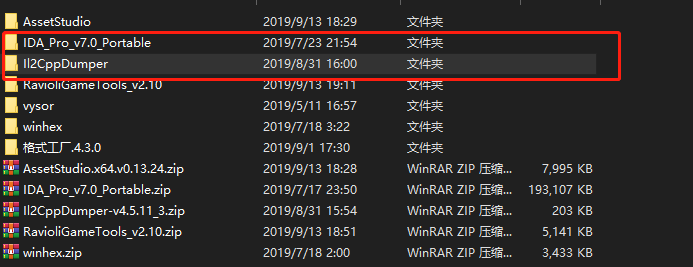 AssetStudio 2019/9/13 18:29 文件夹
IDA_Pro_v7.0_Portable 2019/7/23 21:54 文件夹
Il2CppDumper 2019/8/31 16:00 文件夹
RavioliGameTools_v2.10 2019/9/13 19:11 文件夹
vysor 2019/5/11 16:57 文件夹
winhex 2019/7/18 3:22 文件夹
格式工厂.4.3.0 2019/9/1 17:30 文件夹
AssetStudio.x64.v0.13.24.zip 2019/9/13 18:28 WinRAR ZIP 压缩... 7,995 KB
IDA_Pro_v7.0_Portable.zip 2019/7/17 23:50 WinRAR ZIP 压缩... 193,107 KB
Il2CppDumper-v4.5.11_3.zip 2019/8/31 15:54 WinRAR ZIP 压缩... 203 KB
RavioliGameTools_v2.10.zip 2019/9/13 18:51 WinRAR ZIP 压缩... 5,141 KB
winhex.zip 2019/7/18 2:00 WinRAR ZIP 压缩... 3,433 KB